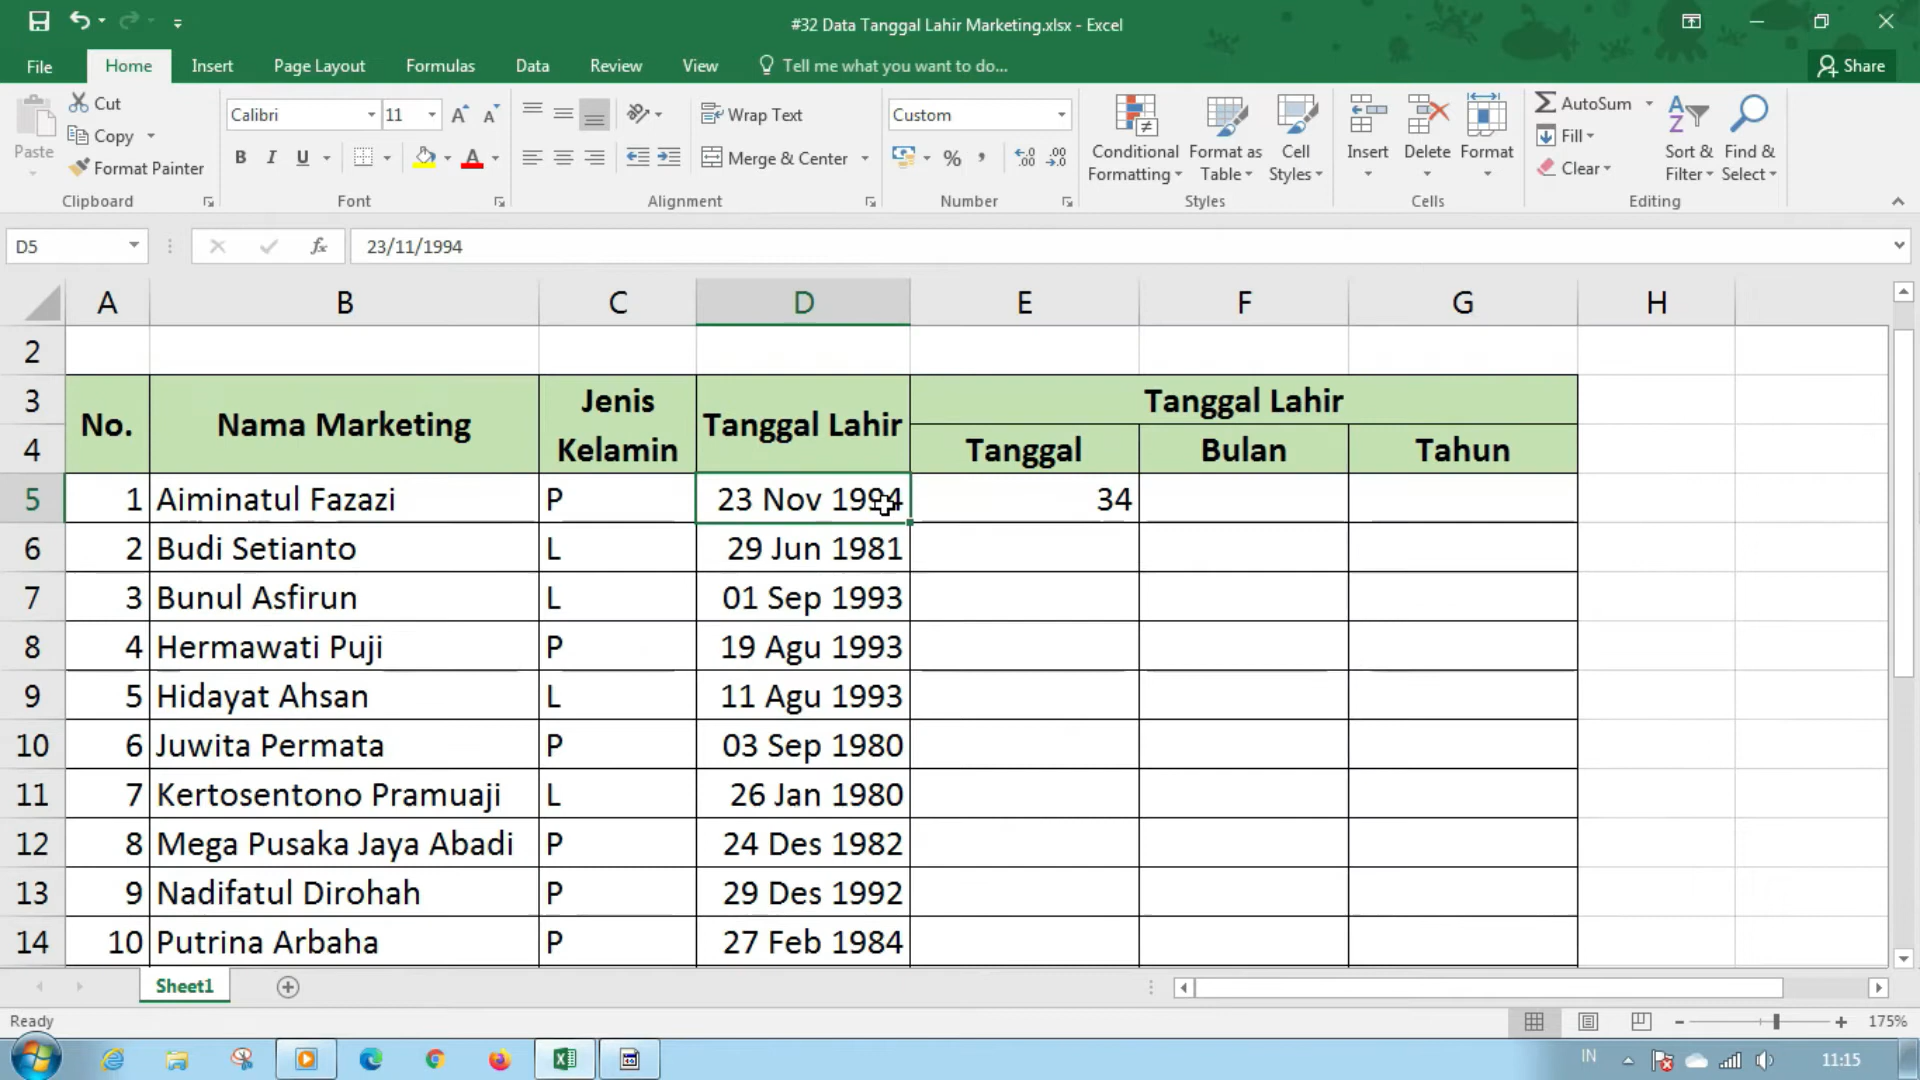 #32 Data Tanggal Lahir Marketing.xlsx - Excel
File Home Insert Page Layout Formulas Data Review View Tell me what you want to do... Share
Paste
Cut
Copy
Format Painter
Clipboard
Calibri 11
B I U
Font
Wrap Text
Merge & Center
Alignment
Custom
%
Number
Conditional Formatting
Format as Table
Cell Styles
Styles
Insert Delete Format
Cells
AutoSum
Fill
Clear
Sort & Filter
Find & Select
Editing
D5 fx 23/11/1994
A B C D E F G H
2
3 No. Nama Marketing Jenis Kelamin Tanggal Lahir Tanggal Lahir
4 Tanggal Bulan Tahun
5 1 Aiminatul Fazazi P 23 Nov 1994 34
6 2 Budi Setianto L 29 Jun 1981
7 3 Bunul Asfirun L 01 Sep 1993
8 4 Hermawati Puji P 19 Agu 1993
9 5 Hidayat Ahsan L 11 Agu 1993
10 6 Juwita Permata P 03 Sep 1980
11 7 Kertosentono Pramuaji L 26 Jan 1980
12 8 Mega Pusaka Jaya Abadi P 24 Des 1982
13 9 Nadifatul Dirohah P 29 Des 1992
14 10 Putrina Arbaha P 27 Feb 1984
Sheet1
Ready 175%
IN 11:15